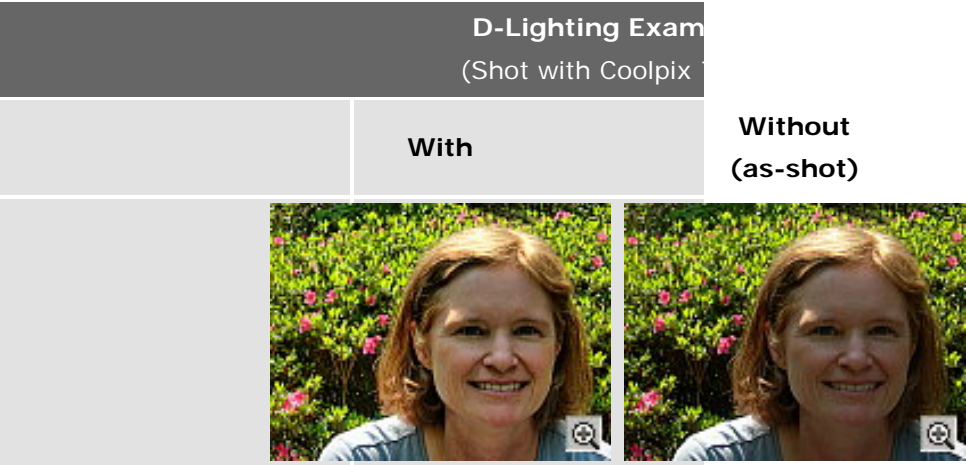 D-Lighting Exam
(Shot with Coolpix
With
Without
(as-shot)